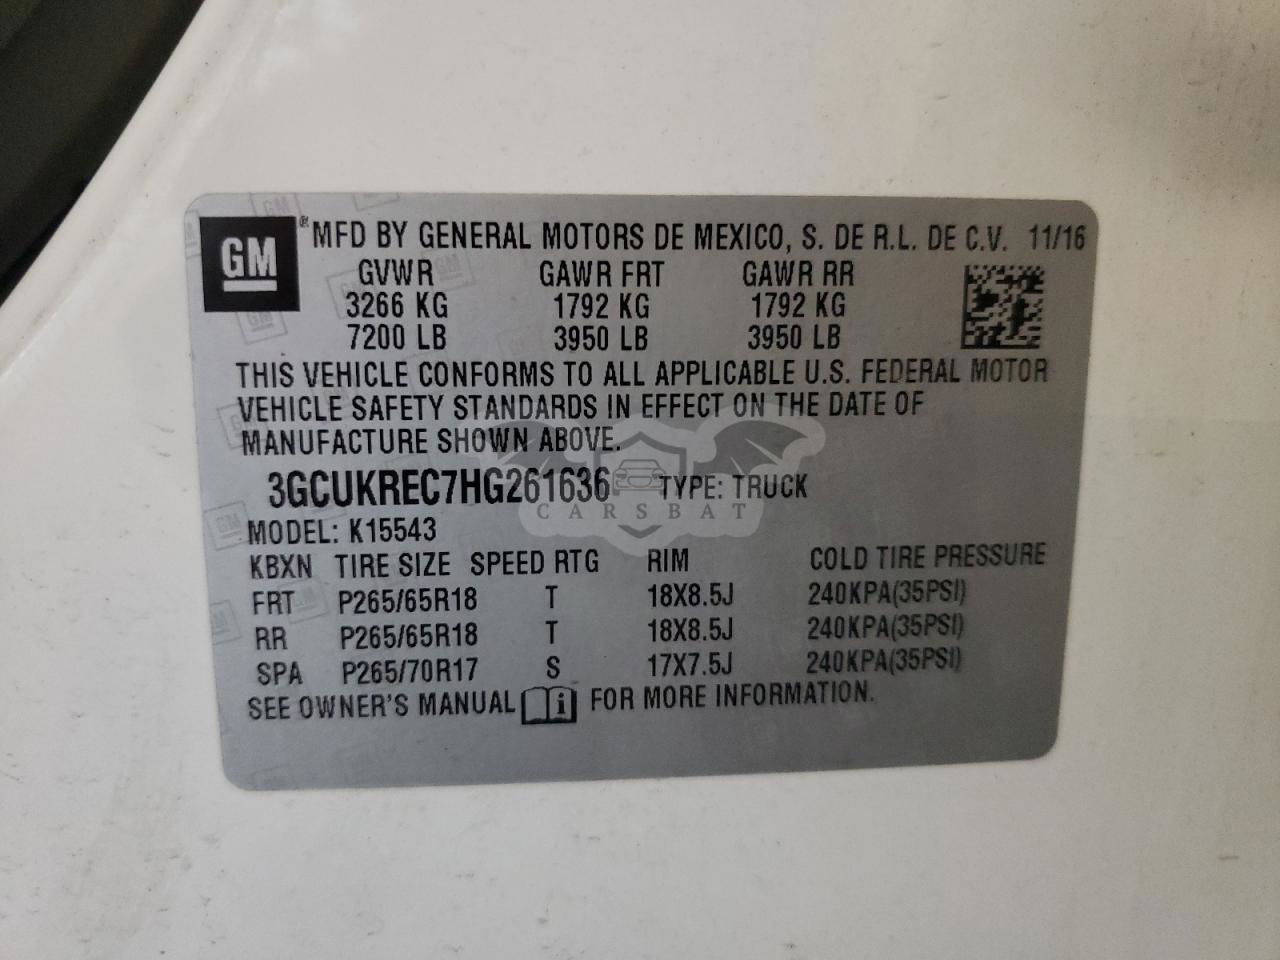 GM
® MFD BY GENERAL MOTORS DE MEXICO, S. DE R.L. DE C.V. 11/16
GVWR GAWR FRT GAWR RR
3266 KG 1792 KG 1792 KG
7200 LB 3950 LB 3950 LB
THIS VEHICLE CONFORMS TO ALL APPLICABLE U.S. FEDERAL MOTOR
VEHICLE SAFETY STANDARDS IN EFFECT ON THE DATE OF
MANUFACTURE SHOWN ABOVE.
3GCUKREC7HG261636 TYPE: TRUCK
CARSBAT
MODEL: K15543
KBXN TIRE SIZE SPEED RTG RIM COLD TIRE PRESSURE
FRT P265/65R18 T 18X8.5J 240KPA(35PSI)
RR P265/65R18 T 18X8.5J 240KPA(35PSI)
SPA P265/70R17 S 17X7.5J 240KPA(35PSI)
SEE OWNER'S MANUAL i FOR MORE INFORMATION.